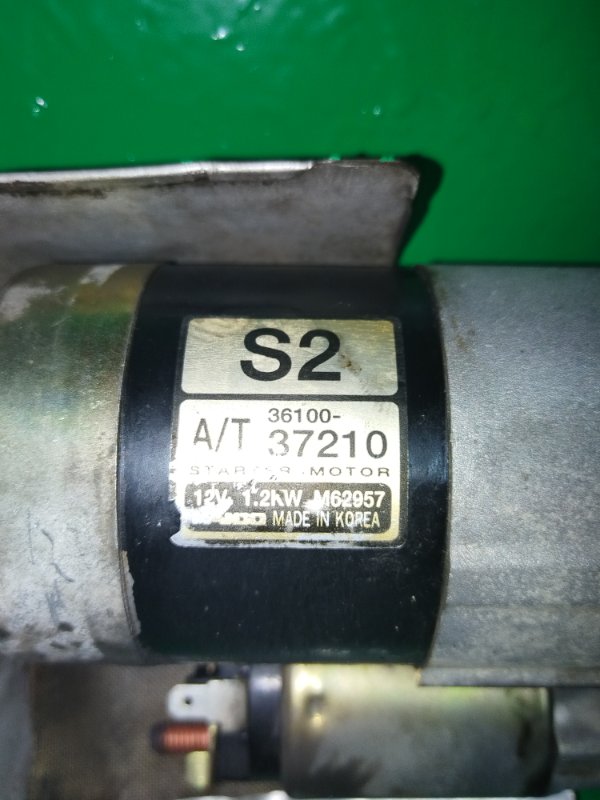 S2
36100-
A/T 37210
STARTER MOTOR
12V 1.2KW M62957
MADE IN KOREA